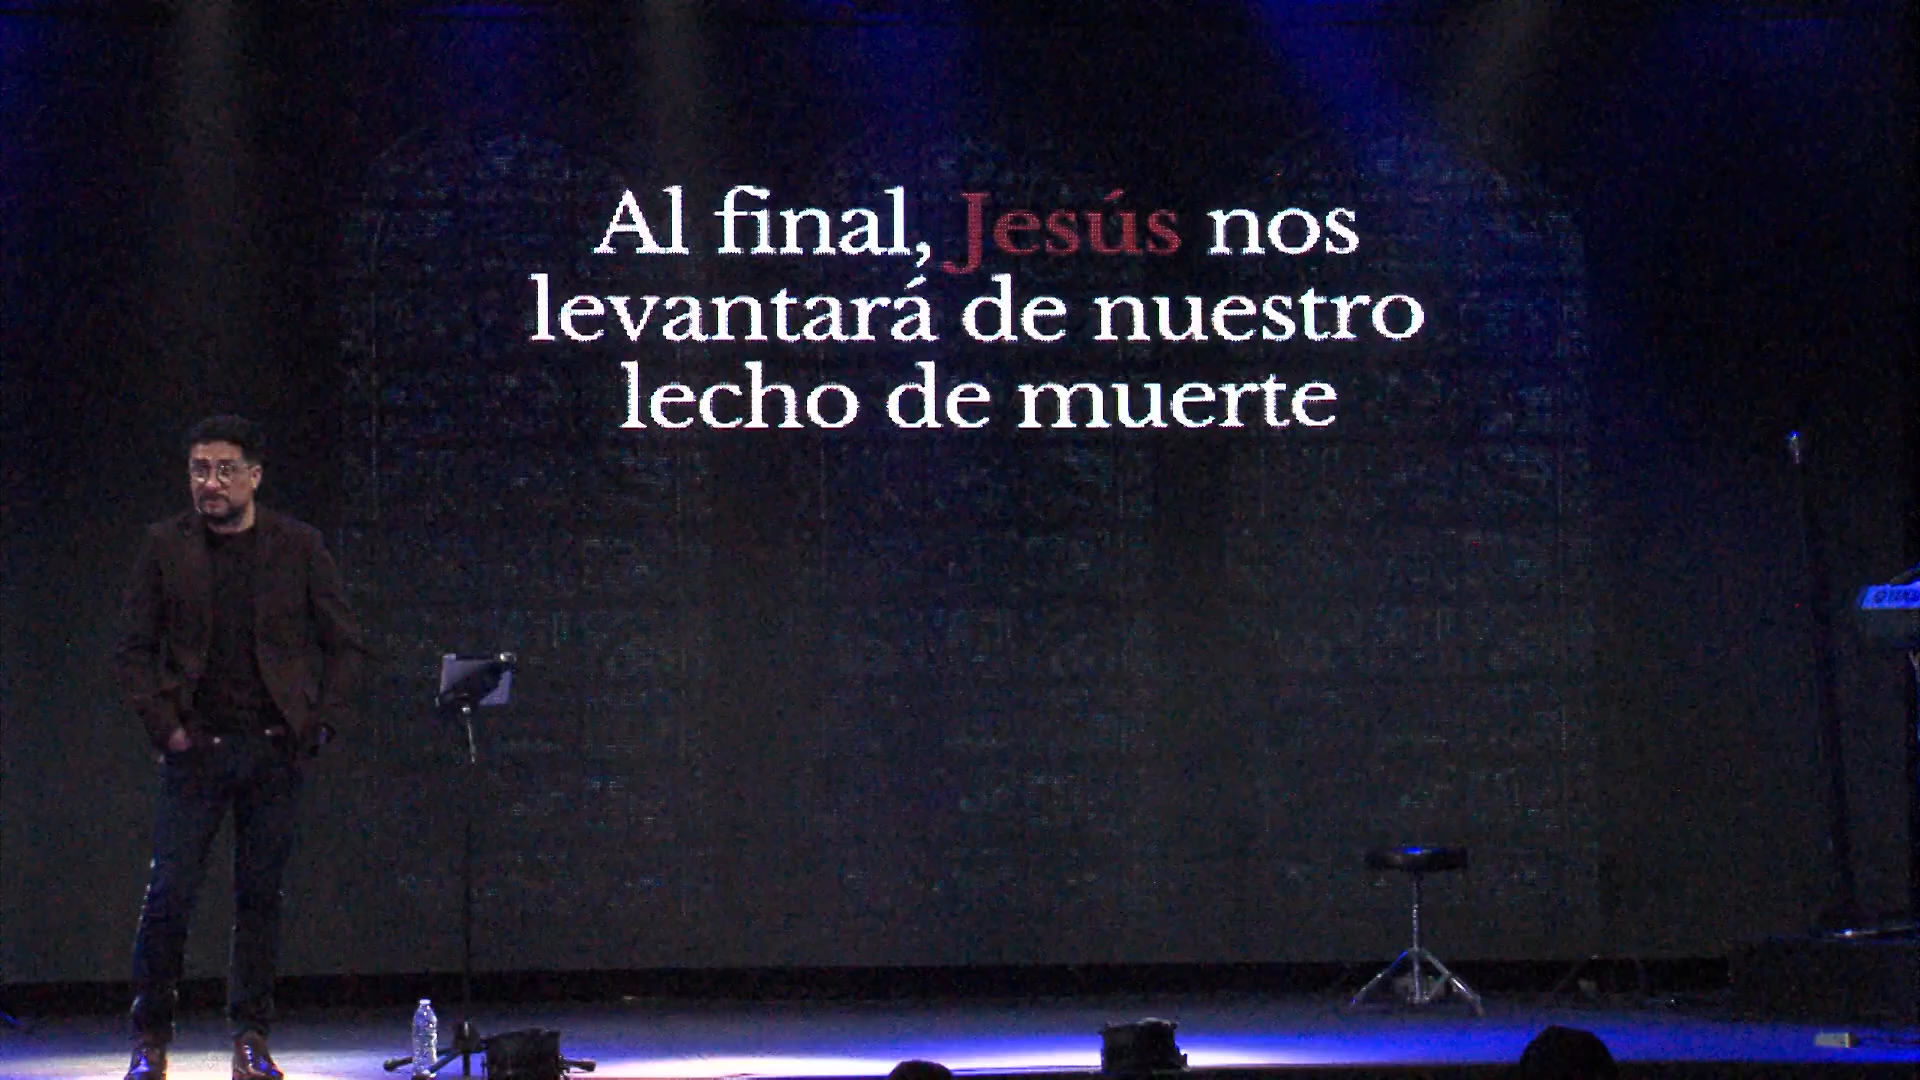 Al final, Jesús nos
levantará de nuestro
lecho de muerte